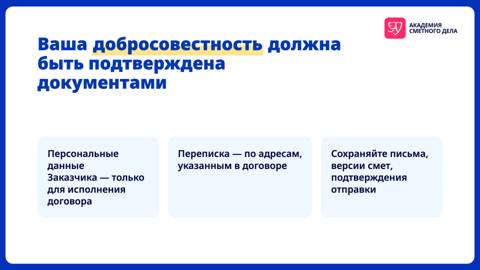 АКАДЕМИЯ
СМЕТНОГО ДЕЛА
Ваша добросовестность должна
быть подтверждена
документами
Персональные
данные
Заказчика — только
для исполнения
договора
Переписка — по адресам,
указанным в договоре
Сохраняйте письма,
версии смет,
подтверждения
отправки